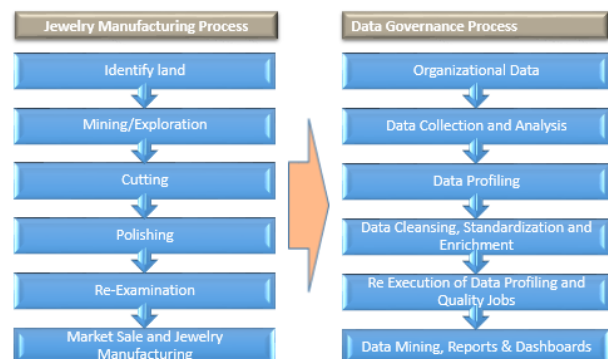 Jewelry Manufacturing Process
Identify land
Mining/Exploration
Cutting
Polishing
Re-Examination
Market Sale and Jewelry
Manufacturing
Data Governance Process
Organizational Data
Data Collection and Analysis
Data Profiling
Data Cleansing, Standardization and
Enrichment
Re Execution of Data Profiling and
Quality Jobs
Data Mining, Reports & Dashboards